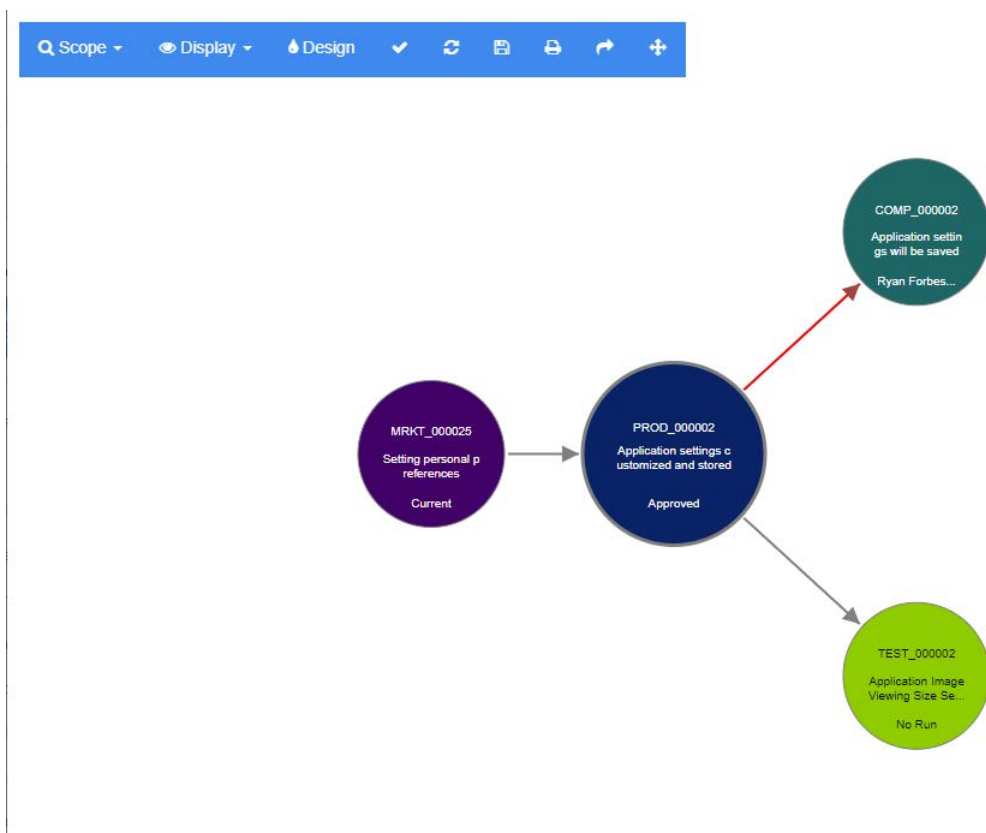 Scope Display Design
COMP_000002
Application settin
gs will be saved
Ryan Forbes...
MRKT_000025
Setting personal p
references
Current
PROD_000002
Application settings c
ustomized and stored
Approved
TEST_000002
Application Image
Viewing Size Se...
No Run